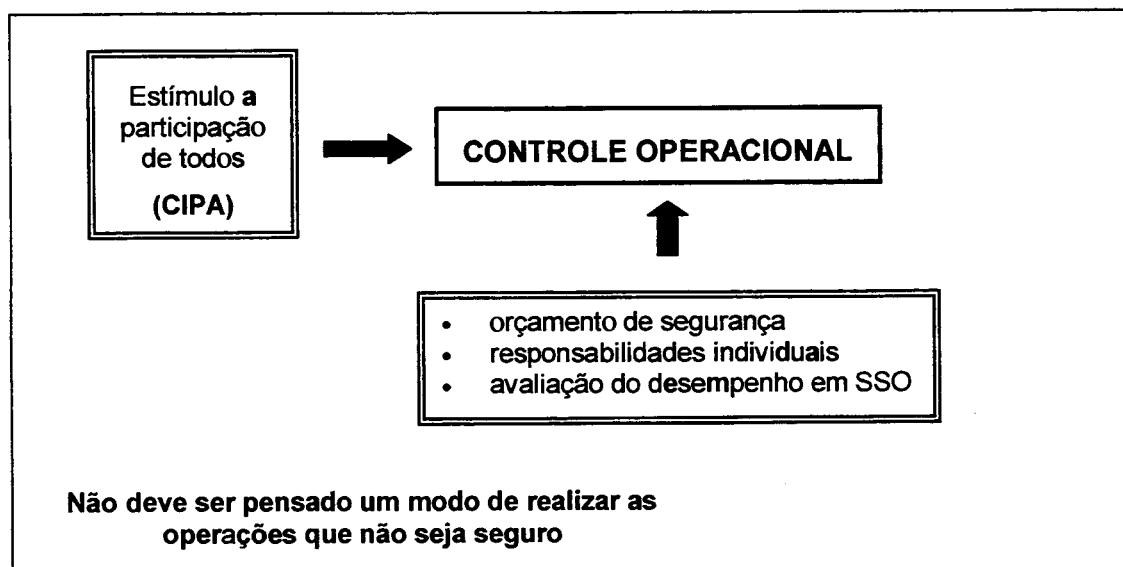 Estímulo a
participação
de todos
(CIPA)
CONTROLE OPERACIONAL
• orçamento de segurança
• responsabilidades individuais
• avaliação do desempenho em SSO
Não deve ser pensado um modo de realizar as
operações que não seja seguro